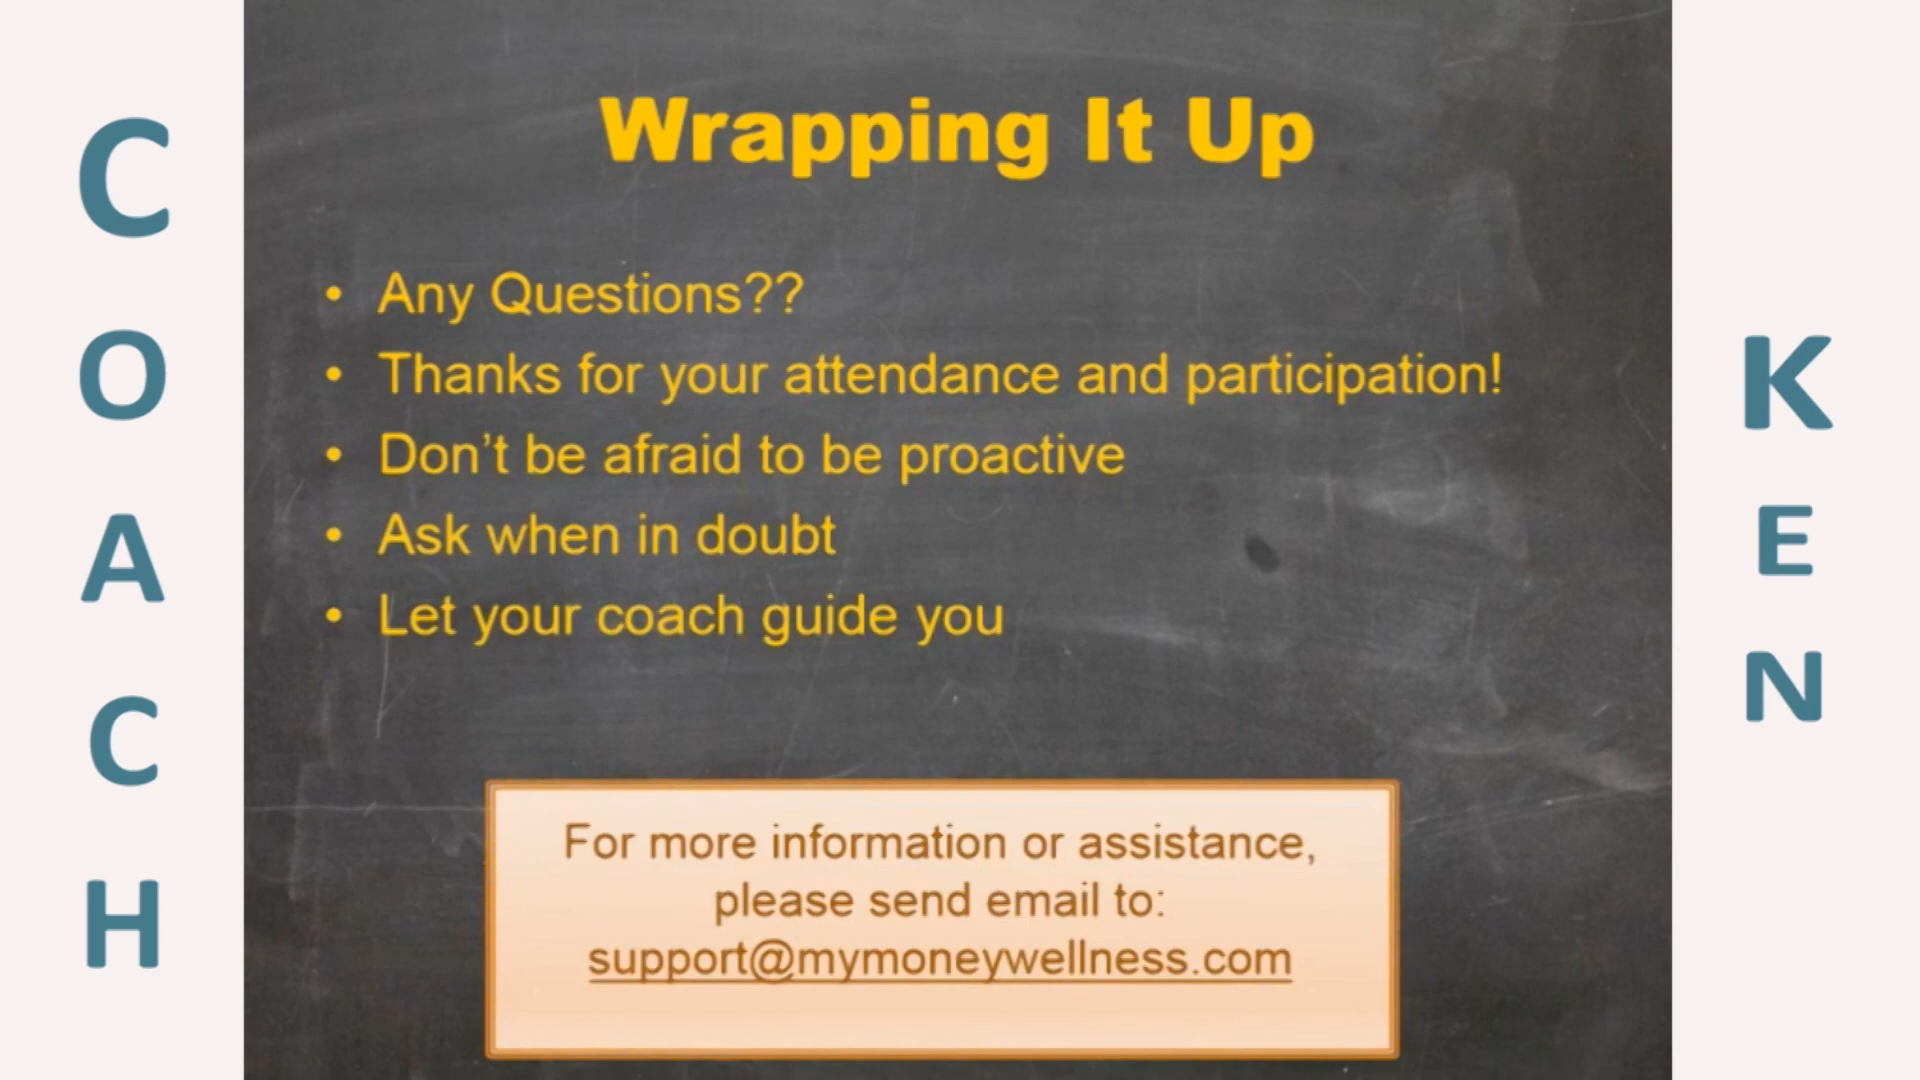 COACH
Wrapping It Up
• Any Questions??
• Thanks for your attendance and participation!
• Don’t be afraid to be proactive
• Ask when in doubt
• Let your coach guide you
For more information or assistance,
please send email to:
support@mymoneywellness.com
KEN